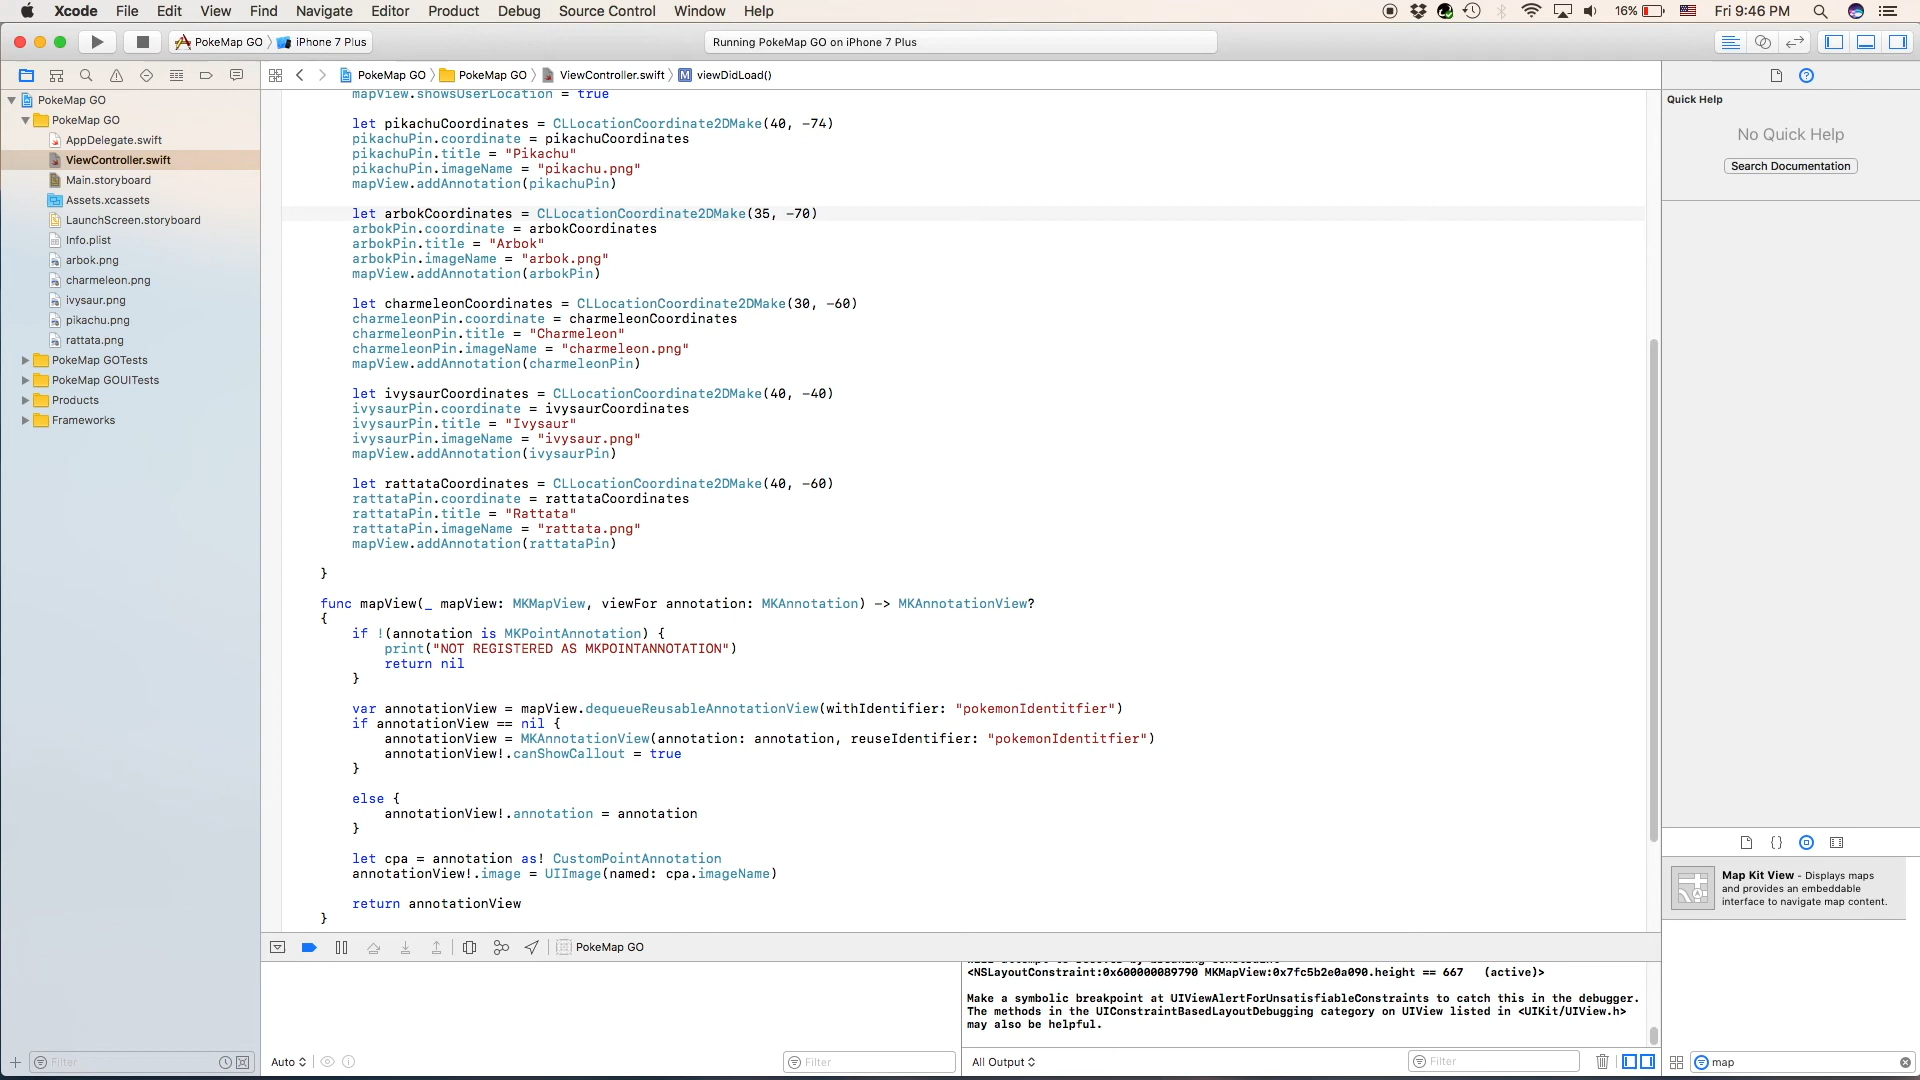 Xcode File Edit View Find Navigate Editor Product Debug Source Control Window Help 16% Fri 9:46 PM
PokeMap GO iPhone 7 Plus Running PokeMap GO on iPhone 7 Plus
PokeMap GO PokeMap GO ViewController.swift M viewDidLoad()
PokeMap GO
PokeMap GO
AppDelegate.swift
ViewController.swift
Main.storyboard
Assets.xcassets
LaunchScreen.storyboard
Info.plist
arbok.png
charmeleon.png
ivysaur.png
pikachu.png
rattata.png
PokeMap GOTests
PokeMap GOUITests
Products
Frameworks
Filter
mapView.showsUserLocation = true
let pikachuCoordinates = CLLocationCoordinate2DMake(40, -74)
pikachuPin.coordinate = pikachuCoordinates
pikachuPin.title = "Pikachu"
pikachuPin.imageName = "pikachu.png"
mapView.addAnnotation(pikachuPin)
let arbokCoordinates = CLLocationCoordinate2DMake(35, -70)
arbokPin.coordinate = arbokCoordinates
arbokPin.title = "Arbok"
arbokPin.imageName = "arbok.png"
mapView.addAnnotation(arbokPin)
let charmeleonCoordinates = CLLocationCoordinate2DMake(30, -60)
charmeleonPin.coordinate = charmeleonCoordinates
charmeleonPin.title = "Charmeleon"
charmeleonPin.imageName = "charmeleon.png"
mapView.addAnnotation(charmeleonPin)
let ivysaurCoordinates = CLLocationCoordinate2DMake(40, -40)
ivysaurPin.coordinate = ivysaurCoordinates
ivysaurPin.title = "Ivysaur"
ivysaurPin.imageName = "ivysaur.png"
mapView.addAnnotation(ivysaurPin)
let rattataCoordinates = CLLocationCoordinate2DMake(40, -60)
rattataPin.coordinate = rattataCoordinates
rattataPin.title = "Rattata"
rattataPin.imageName = "rattata.png"
mapView.addAnnotation(rattataPin)
}
func mapView(_ mapView: MKMapView, viewFor annotation: MKAnnotation) -> MKAnnotationView?
{
if !(annotation is MKPointAnnotation) {
print("NOT REGISTERED AS MKPOINTANNOTATION")
return nil
}
var annotationView = mapView.dequeueReusableAnnotationView(withIdentifier: "pokemonIdentitfier")
if annotationView == nil {
annotationView = MKAnnotationView(annotation: annotation, reuseIdentifier: "pokemonIdentitfier")
annotationView!.canShowCallout = true
}
else {
annotationView!.annotation = annotation
}
let cpa = annotation as! CustomPointAnnotation
annotationView!.image = UIImage(named: cpa.imageName)
return annotationView
}
PokeMap GO
Auto
Filter
<NSLayoutConstraint:0x600000089790 MKMapView:0x7fc5b2e0a090.height == 667 (active)>
Make a symbolic breakpoint at UIViewAlertForUnsatisfiableConstraints to catch this in the debugger.
The methods in the UIConstraintBasedLayoutDebugging category on UIView listed in <UIKit/UIView.h>
may also be helpful.
All Output
Filter
Quick Help
No Quick Help
Search Documentation
{}
Map Kit View - Displays maps
and provides an embeddable
interface to navigate map content.
map